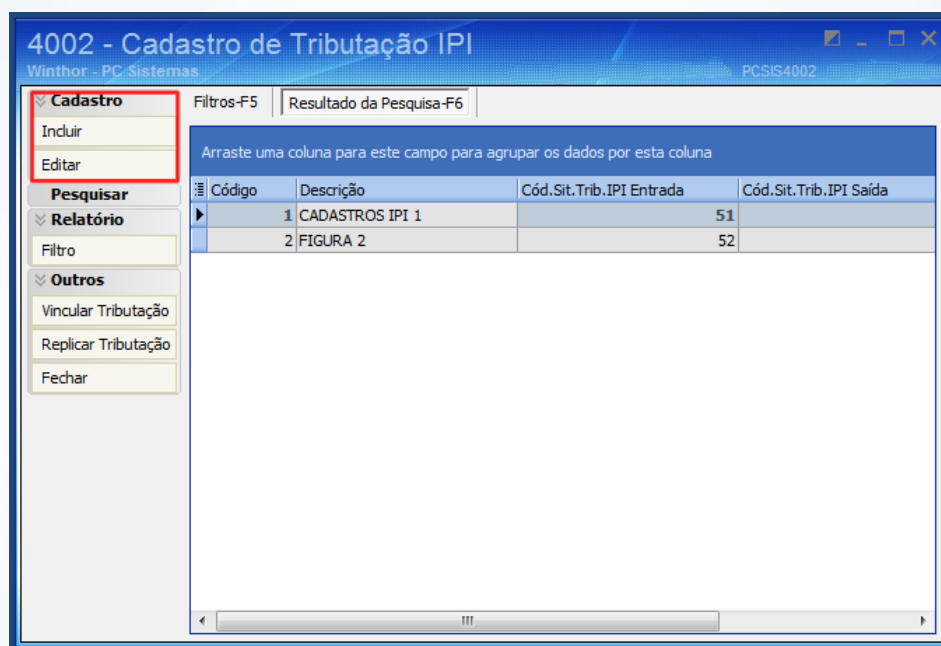 4002 - Cadastro de Tributação IPI
Winthor - PC Sistemas
PCSIS4002
Cadastro
Incluir
Editar
Pesquisar
Relatório
Filtro
Outros
Vincular Tributação
Replicar Tributação
Fechar
Filtros-F5
Resultado da Pesquisa-F6
Arraste uma coluna para este campo para agrupar os dados por esta coluna
Código Descrição Cód.Sit.Trib.IPI Entrada Cód.Sit.Trib.IPI Saída
1 CADASTROS IPI 1 51
2 FIGURA 2 52